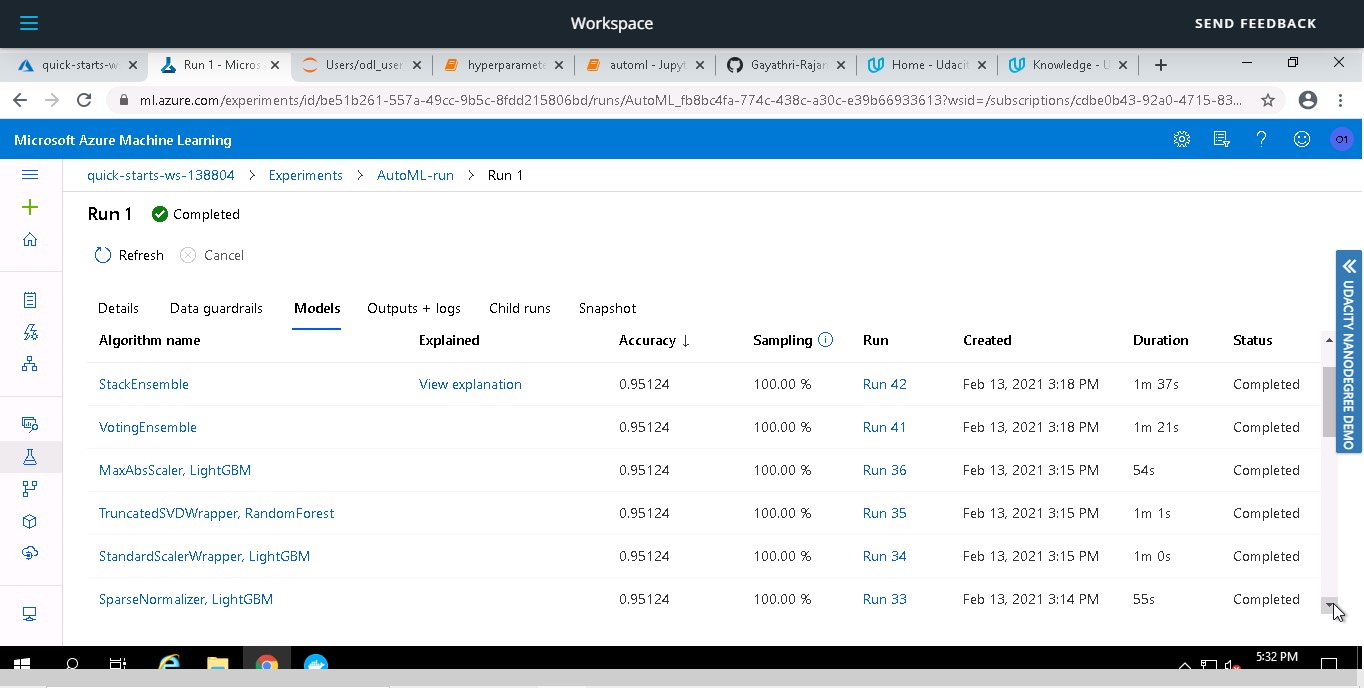 Workspace
SEND FEEDBACK
quick-starts-w
Run 1 - Micros
Users/odl_user
hyperparamete
automl - Jupyt
Gayathri-Rajan
Home - Udacit
Knowledge - U
ml.azure.com/experiments/id/be51b261-557a-49cc-9b5c-8fdd215806bd/runs/AutoML_fb8bc4fa-774c-438c-a30c-e39b66933613?wsid=/subscriptions/cdbe0b43-92a0-4715-83...
Microsoft Azure Machine Learning
O1
quick-starts-ws-138804 > Experiments > AutoML-run > Run 1
Run 1 Completed
Refresh Cancel
Details Data guardrails Models Outputs + logs Child runs Snapshot
Algorithm name Explained Accuracy ↓ Sampling Run Created Duration Status
StackEnsemble View explanation 0.95124 100.00 % Run 42 Feb 13, 2021 3:18 PM 1m 37s Completed
VotingEnsemble 0.95124 100.00 % Run 41 Feb 13, 2021 3:18 PM 1m 21s Completed
MaxAbsScaler, LightGBM 0.95124 100.00 % Run 36 Feb 13, 2021 3:15 PM 54s Completed
TruncatedSVDWrapper, RandomForest 0.95124 100.00 % Run 35 Feb 13, 2021 3:15 PM 1m 1s Completed
StandardScalerWrapper, LightGBM 0.95124 100.00 % Run 34 Feb 13, 2021 3:15 PM 1m 0s Completed
SparseNormalizer, LightGBM 0.95124 100.00 % Run 33 Feb 13, 2021 3:14 PM 55s Completed
UDACITY NANODEGREE DEMO
5:32 PM